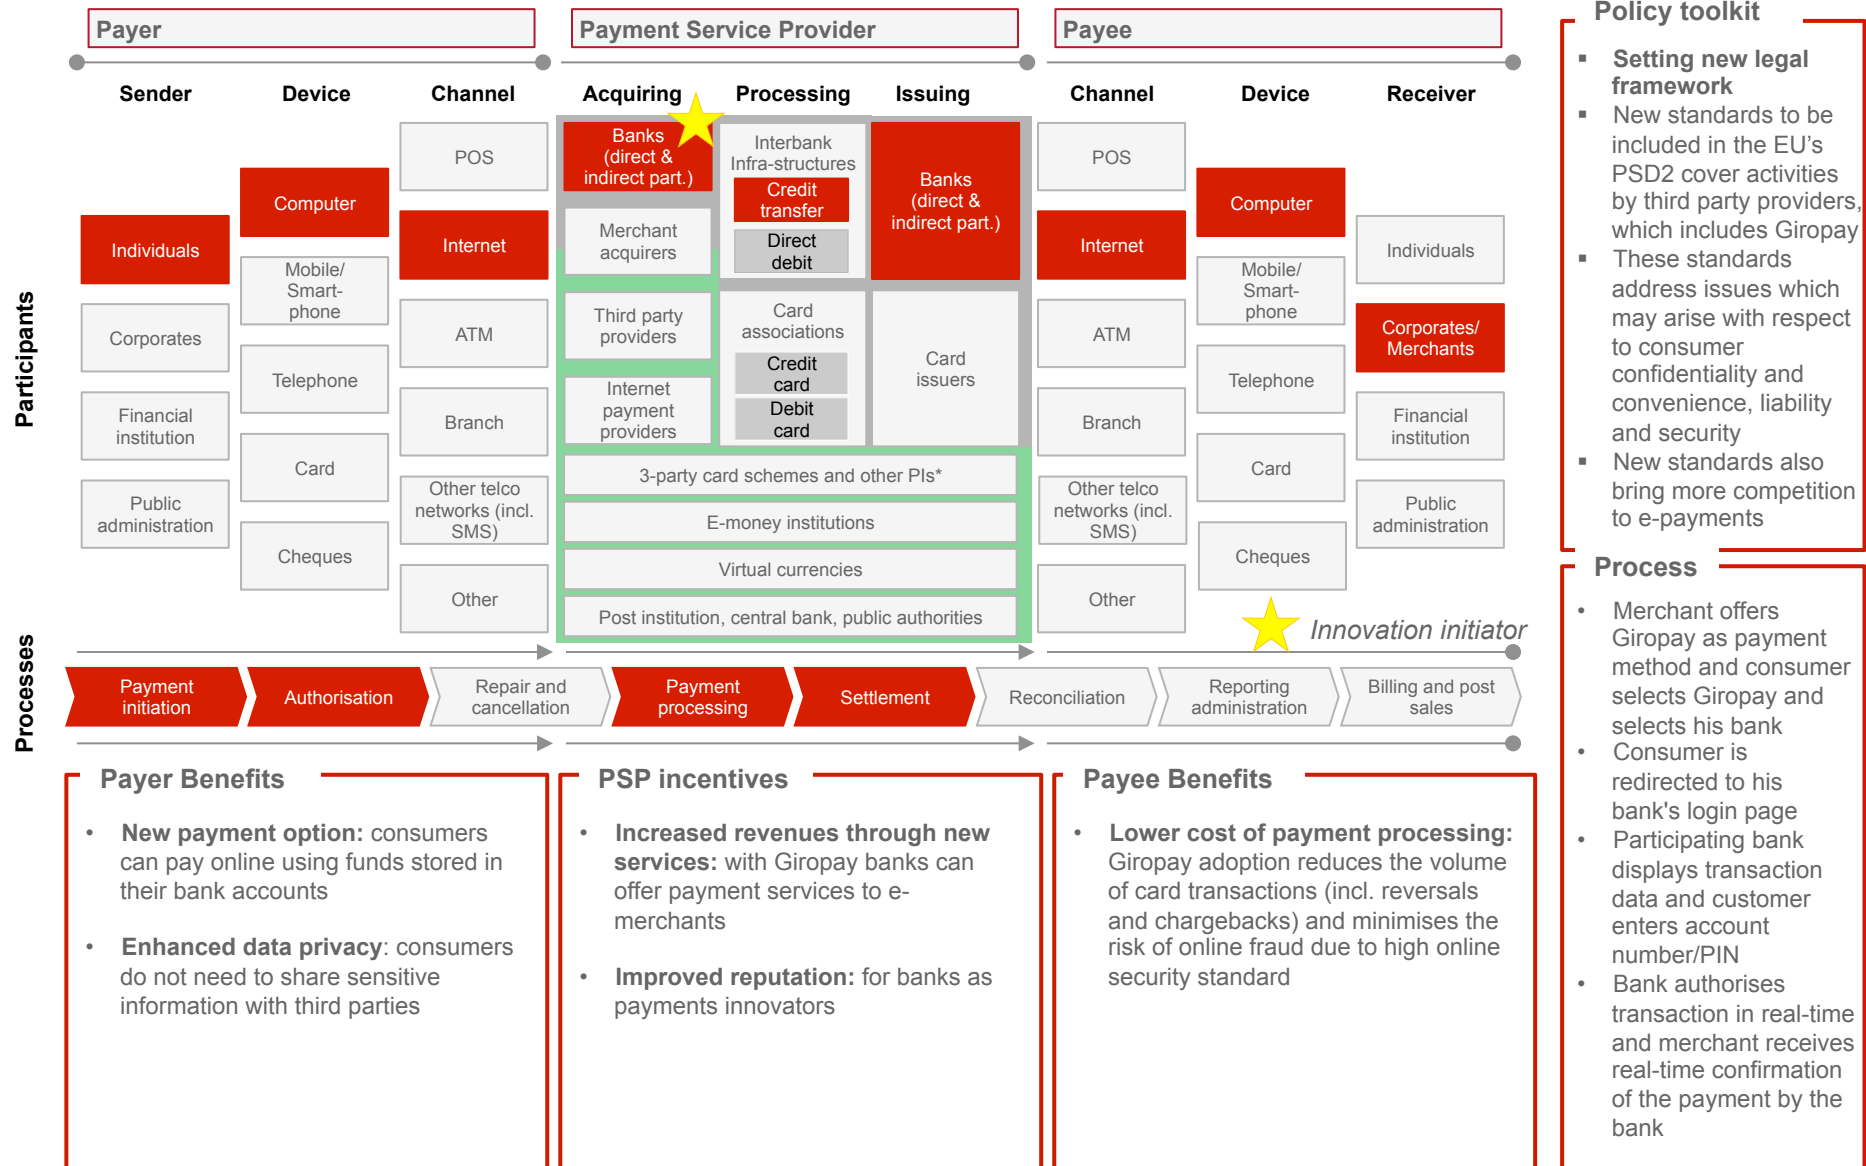 Payer
Payment Service Provider
Payee
Sender
Device
Channel
Acquiring
Processing
Issuing
Channel
Device
Receiver
Participants
Individuals
Corporates
Financial
institution
Public
administration
Computer
Mobile/
Smart-
phone
Telephone
Card
Cheques
POS
Internet
ATM
Branch
Other telco
networks (incl.
SMS)
Other
Banks
(direct &
indirect part.)
Merchant
acquirers
Third party
providers
Internet
payment
providers
Interbank
Infra-structures
Credit
transfer
Direct
debit
Card
associations
Credit
card
Debit
card
Banks
(direct &
indirect part.)
Card
issuers
3-party card schemes and other PIs*
E-money institutions
Virtual currencies
Post institution, central bank, public authorities
POS
Internet
ATM
Branch
Other telco
networks (incl.
SMS)
Other
Computer
Mobile/
Smart-
phone
Telephone
Card
Cheques
Individuals
Corporates/
Merchants
Financial
institution
Public
administration
Innovation initiator
Processes
Payment
initiation
Authorisation
Repair and
cancellation
Payment
processing
Settlement
Reconciliation
Reporting
administration
Billing and post
sales
Payer Benefits
• New payment option: consumers
can pay online using funds stored in
their bank accounts
• Enhanced data privacy: consumers
do not need to share sensitive
information with third parties
PSP incentives
• Increased revenues through new
services: with Giropay banks can
offer payment services to e-
merchants
• Improved reputation: for banks as
payments innovators
Payee Benefits
• Lower cost of payment processing:
Giropay adoption reduces the volume
of card transactions (incl. reversals
and chargebacks) and minimises the
risk of online fraud due to high online
security standard
Policy toolkit
▪ Setting new legal
framework
▪ New standards to be
included in the EU's
PSD2 cover activities
by third party providers,
which includes Giropay
▪ These standards
address issues which
may arise with respect
to consumer
confidentiality and
convenience, liability
and security
▪ New standards also
bring more competition
to e-payments
Process
• Merchant offers
Giropay as payment
method and consumer
selects Giropay and
selects his bank
• Consumer is
redirected to his
bank's login page
• Participating bank
displays transaction
data and customer
enters account
number/PIN
• Bank authorises
transaction in real-time
and merchant receives
real-time confirmation
of the payment by the
bank